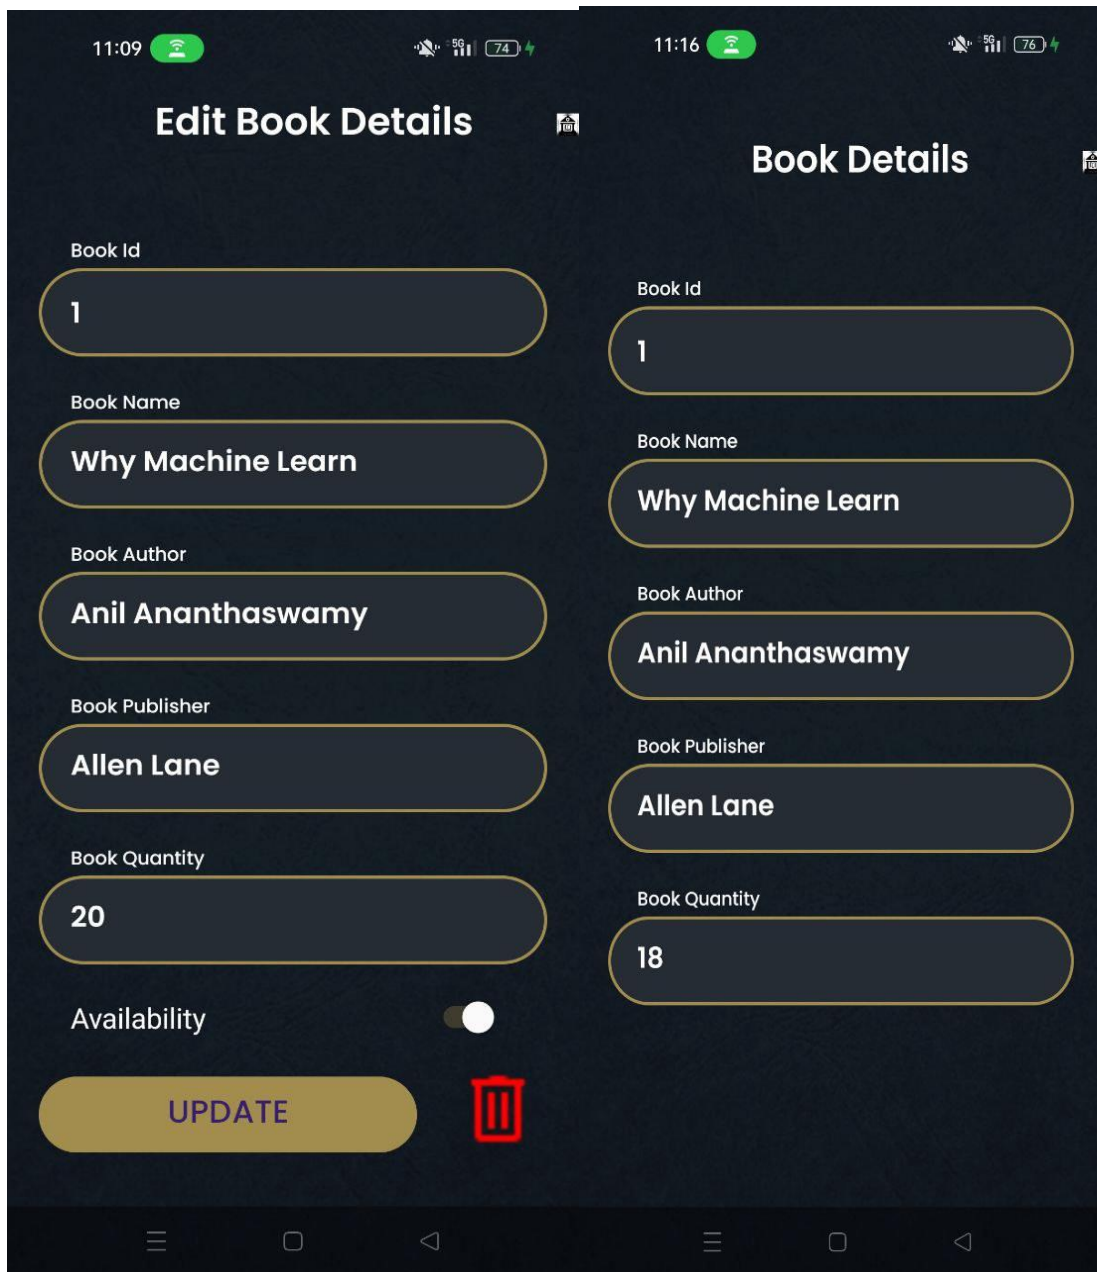 11:09
5G
74
Edit Book Details
Book Id
1
Book Name
Why Machine Learn
Book Author
Anil Ananthaswamy
Book Publisher
Allen Lane
Book Quantity
20
Availability
UPDATE
11:16
5G
76
Book Details
Book Id
1
Book Name
Why Machine Learn
Book Author
Anil Ananthaswamy
Book Publisher
Allen Lane
Book Quantity
18